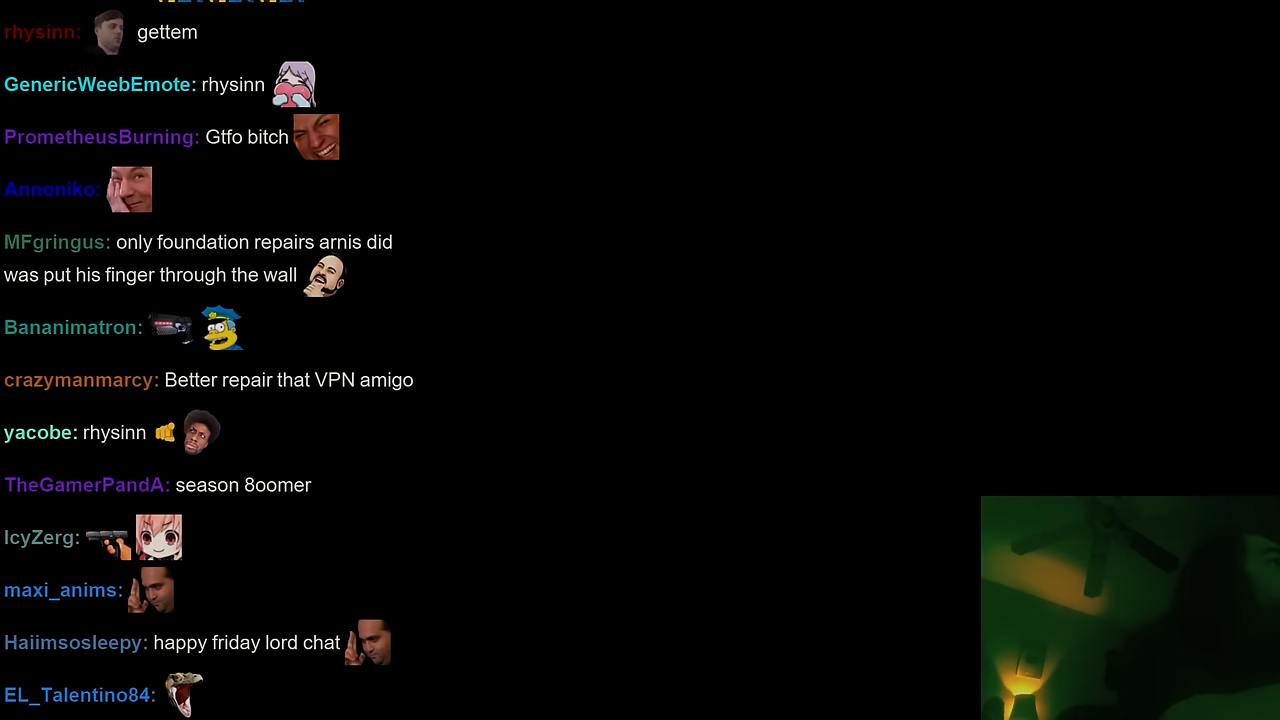 rhysinn: gettem
GenericWeebEmote: rhysinn
PrometheusBurning: Gtfo bitch
Annoniko:
MFgringus: only foundation repairs arnis did
was put his finger through the wall
Bananimatron:
crazymanmarcy: Better repair that VPN amigo
yacobe: rhysinn
TheGamerPandA: season 8oomer
IcyZerg:
maxi_anims:
Haiimsosleepy: happy friday lord chat
EL_Talentino84: